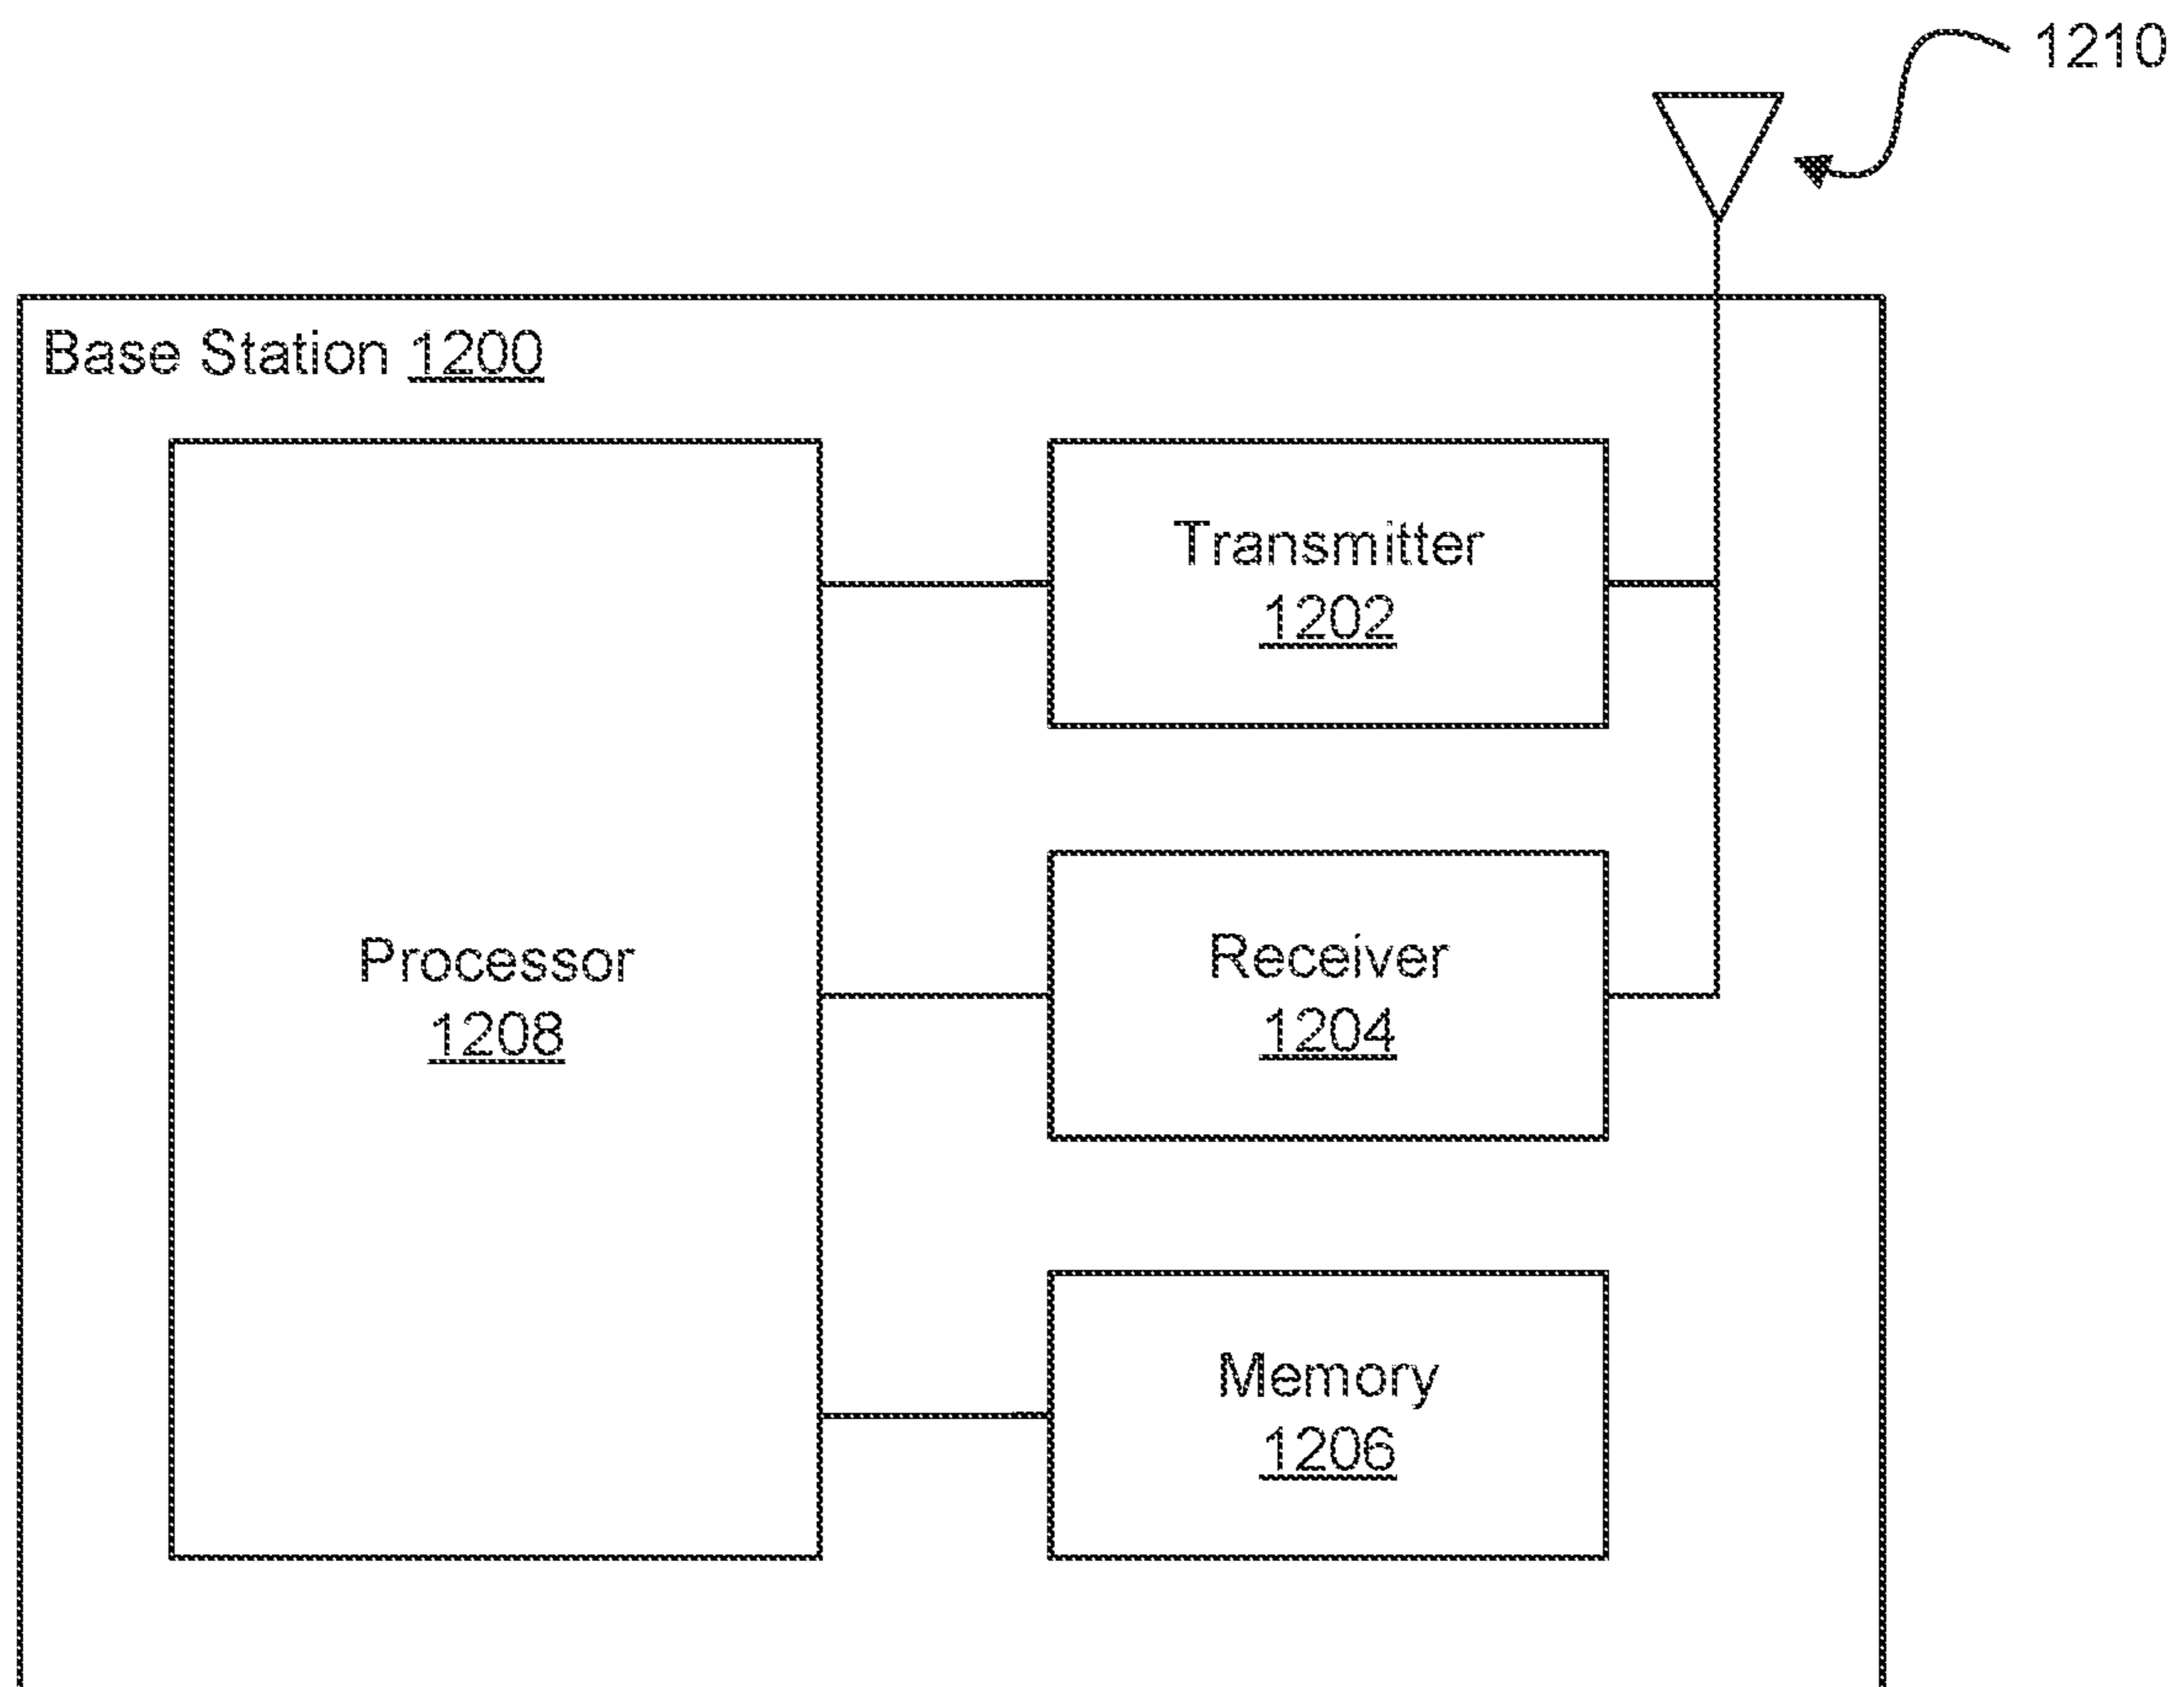 1210
Base Station 1200
Transmitter
1202
Processor
1208
Receiver
1204
Memory
1206